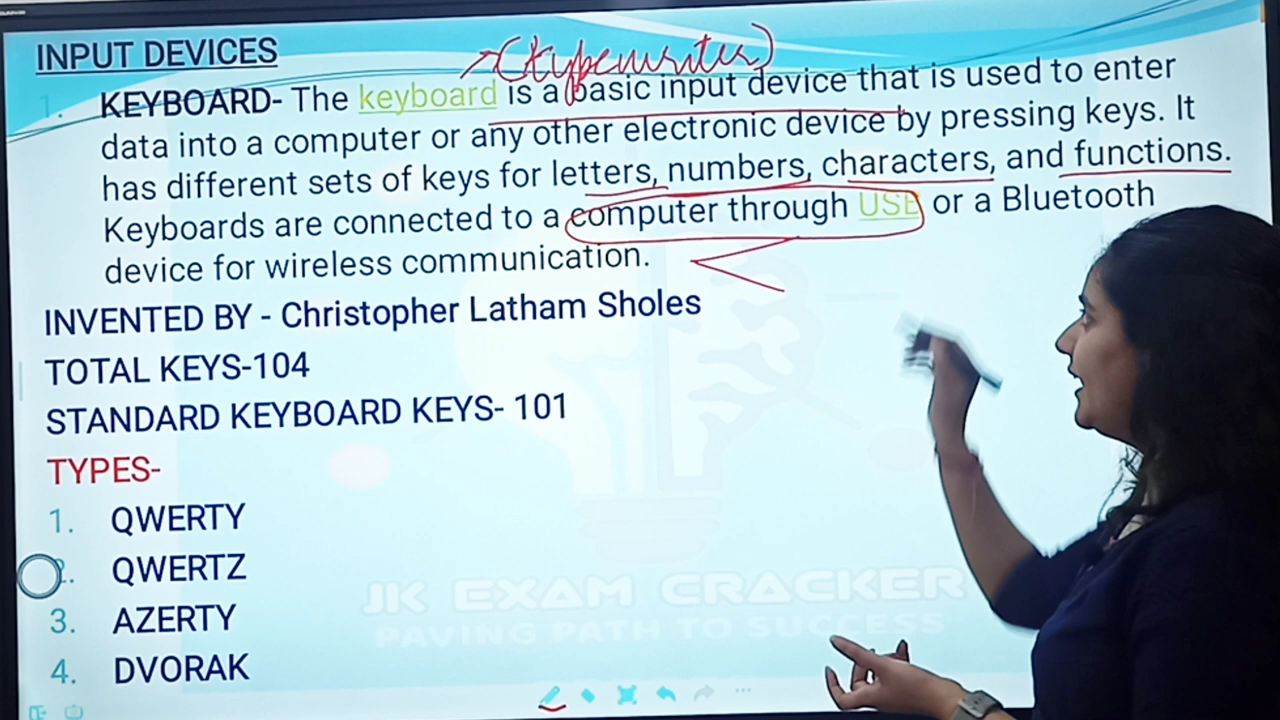 INPUT DEVICES
(typewriter)
1. KEYBOARD- The keyboard is a basic input device that is used to enter
data into a computer or any other electronic device by pressing keys. It
has different sets of keys for letters, numbers, characters, and functions.
Keyboards are connected to a computer through USB or a Bluetooth
device for wireless communication.
INVENTED BY - Christopher Latham Sholes
TOTAL KEYS-104
STANDARD KEYBOARD KEYS- 101
TYPES-
1. QWERTY
2. QWERTZ
3. AZERTY
4. DVORAK
JK EXAM CRACKER
PAVING PATH TO SUCCESS